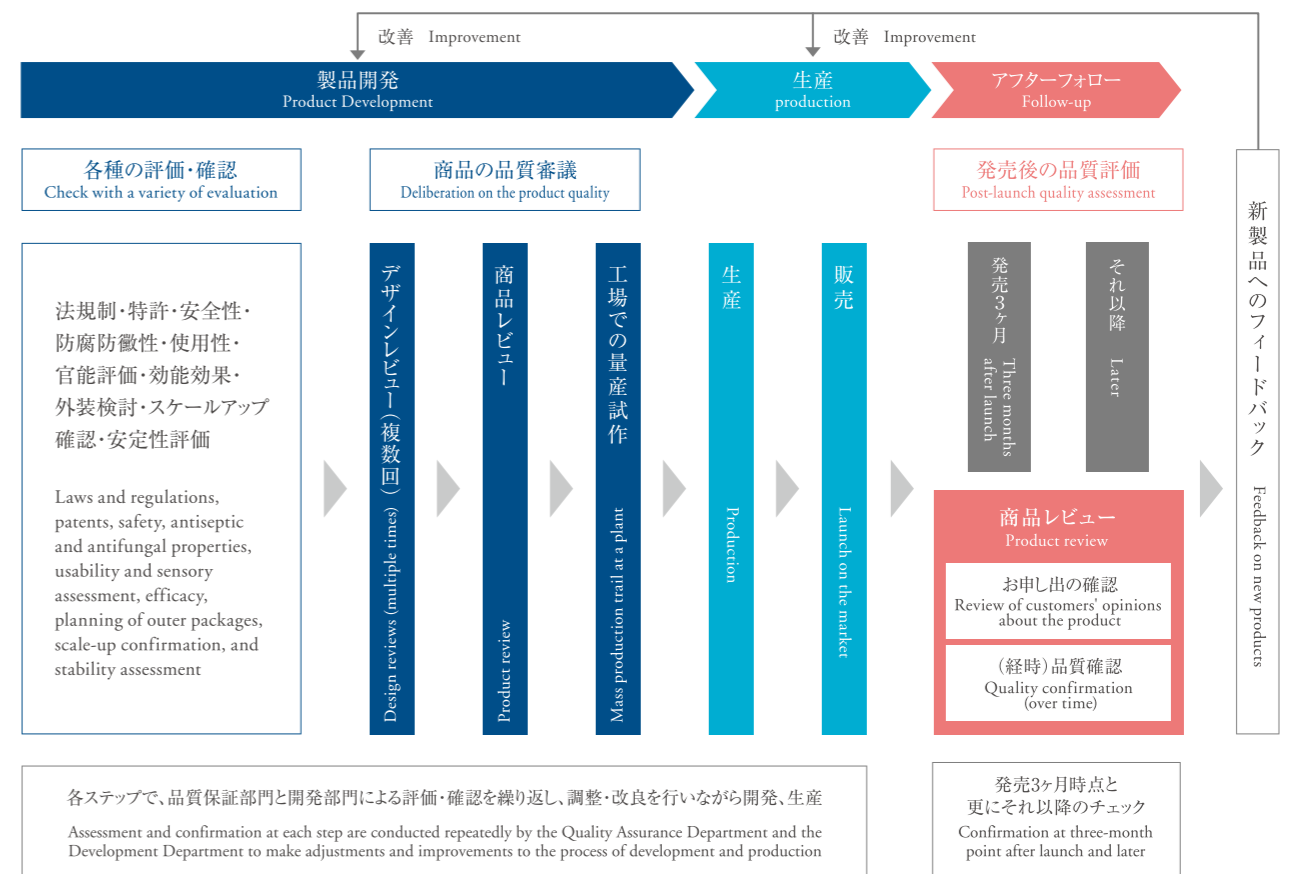 改善 Improvement
改善 Improvement
製品開発
Product Development
生産
production
アフターフォロー
Follow-up
各種の評価・確認
Check with a variety of evaluation
商品の品質審議
Deliberation on the product quality
発売後の品質評価
Post-launch quality assessment
法規制・特許・安全性・
防腐防黴性・使用性・
官能評価・効能効果・
外装検討・スケールアップ
確認・安定性評価
Laws and regulations,
patents, safety, antiseptic
and antifungal properties,
usability and sensory
assessment, efficacy,
planning of outer packages,
scale-up confirmation, and
stability assessment
デザインレビュー（複数回） Design reviews (multiple times)
商品レビュー Product review
工場での量産試作 Mass production trail at a plant
生産 Production
販売 Launch on the market
発売3ヶ月 Three months
after launch
それ以降 Later
商品レビュー
Product review
お申し出の確認
Review of customers' opinions
about the product
（経時）品質確認
Quality confirmation
(over time)
新製品へのフィードバック Feedback on new products
各ステップで、品質保証部門と開発部門による評価・確認を繰り返し、調整・改良を行いながら開発、生産
Assessment and confirmation at each step are conducted repeatedly by the Quality Assurance Department and the
Development Department to make adjustments and improvements to the process of development and production
発売3ヶ月時点と
更にそれ以降のチェック
Confirmation at three-month
point after launch and later